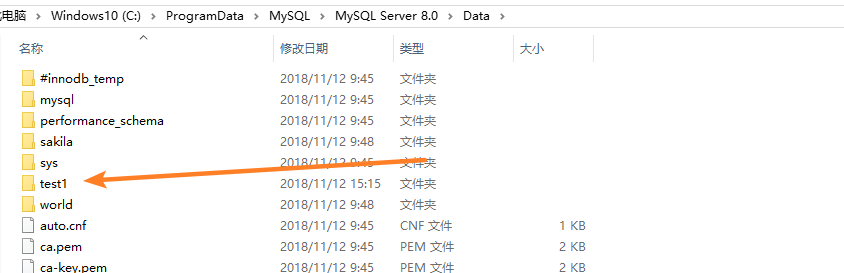 电脑 > Windows10 (C:) > ProgramData > MySQL > MySQL Server 8.0 > Data >
名称 修改日期 类型 大小
#innodb_temp 2018/11/12 9:45 文件夹
mysql 2018/11/12 9:45 文件夹
performance_schema 2018/11/12 9:45 文件夹
sakila 2018/11/12 9:48 文件夹
sys 2018/11/12 9:45 文件夹
test1 2018/11/12 15:15 文件夹
world 2018/11/12 9:48 文件夹
auto.cnf 2018/11/12 9:45 CNF 文件 1 KB
ca.pem 2018/11/12 9:45 PEM 文件 2 KB
ca-key.pem 2018/11/12 9:45 PEM 文件 2 KB